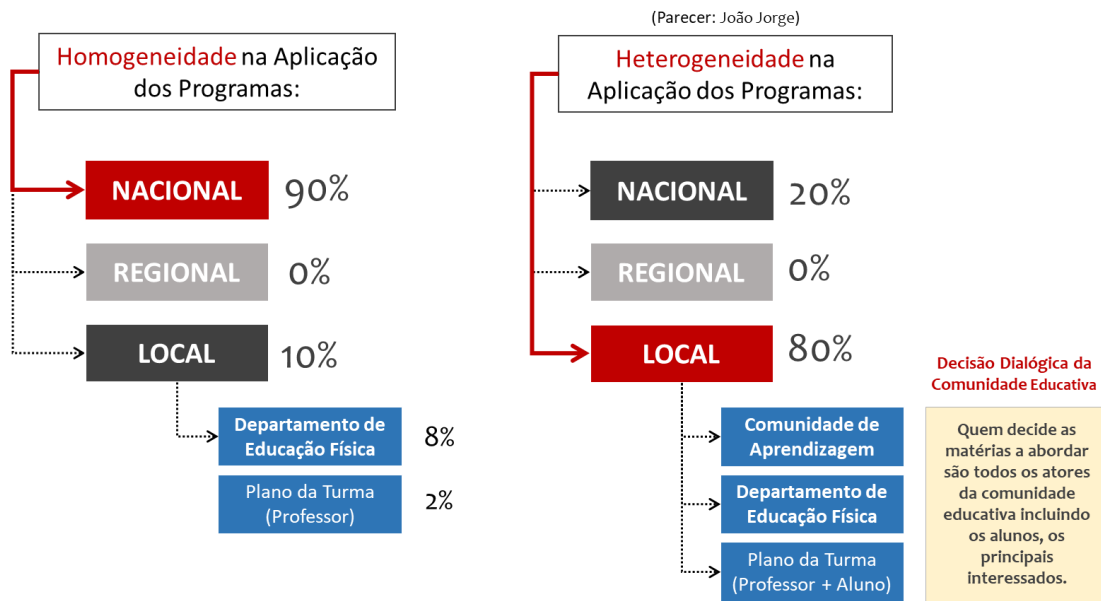 Homogeneidade na Aplicação
dos Programas:
NACIONAL 90%
REGIONAL 0%
LOCAL 10%
Departamento de
Educação Física
8%
Plano da Turma
(Professor)
2%
(Parecer: João Jorge)
Heterogeneidade na
Aplicação dos Programas:
NACIONAL 20%
REGIONAL 0%
LOCAL 80%
Comunidade de
Aprendizagem
Departamento de
Educação Física
Plano da Turma
(Professor + Aluno)
Decisão Dialógica da
Comunidade Educativa
Quem decide as
matérias a abordar
são todos os atores
da comunidade
educativa incluindo
os alunos, os
principais
interessados.